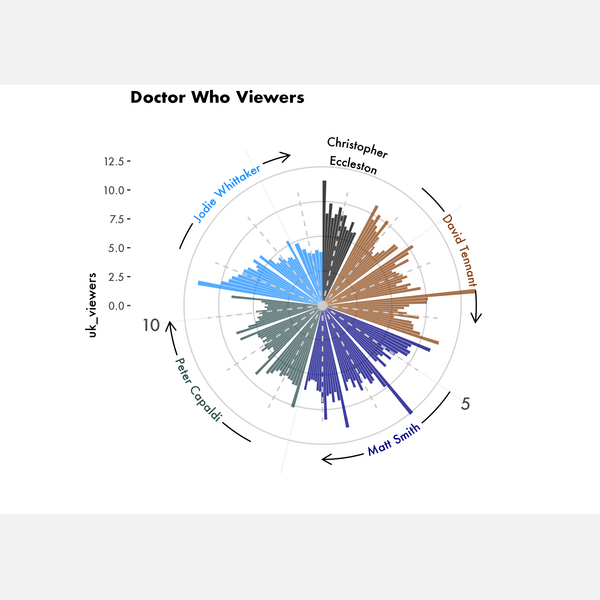 Doctor Who Viewers
Christopher
Eccleston
12.5
10.0
7.5
5.0
2.5
0.0
uk_viewers
Jodie Whittaker
David Tennant
10
5
Peter Capaldi
Matt Smith